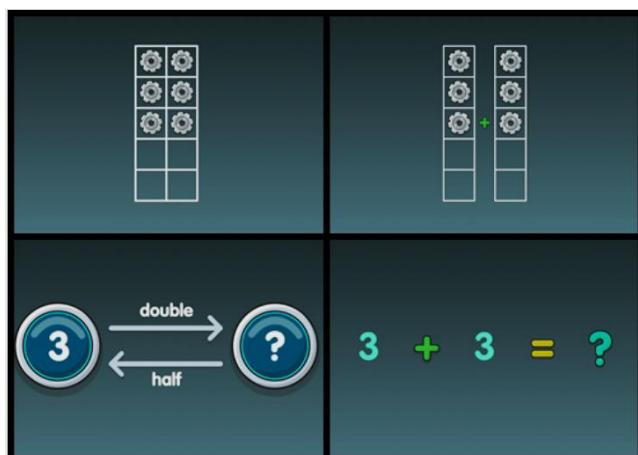 +
double
3
?
half
3 + 3 = ?